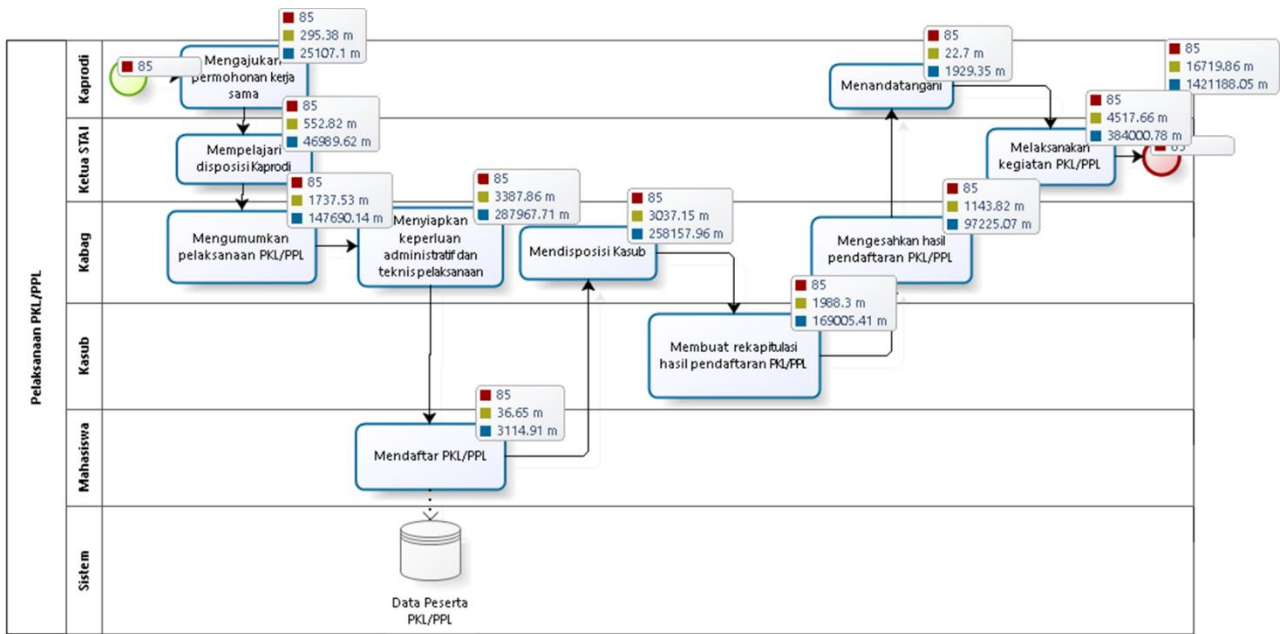 Pelaksanaan PKL/PPL
Kaprodi
85
Mengajukan
permohonan kerja
sama
85
295.38 m
25107.1 m
Menandatangani
85
22.7 m
1929.35 m
85
16719.86 m
1421188.05 m
Ketua STAI
Mempelajari
disposisi Kaprodi
85
552.82 m
46989.62 m
Melaksanakan
kegiatan PKL/PPL
85
4517.66 m
384000.78 m
Kabag
Mengumumkan
pelaksanaan PKL/PPL
85
1737.53 m
147690.14 m
Menyiapkan
keperluan
administratif dan
teknis pelaksanaan
85
3387.86 m
287967.71 m
Mendisposisi Kasub
85
3037.15 m
258157.96 m
Mengesahkan hasil
pendaftaran PKL/PPL
85
1143.82 m
97225.07 m
Kasub
Membuat rekapitulasi
hasil pendaftaran PKL/PPL
85
1988.3 m
169005.41 m
Mahasiswa
Mendaftar PKL/PPL
85
36.65 m
3114.91 m
Sistem
Data Peserta
PKL/PPL